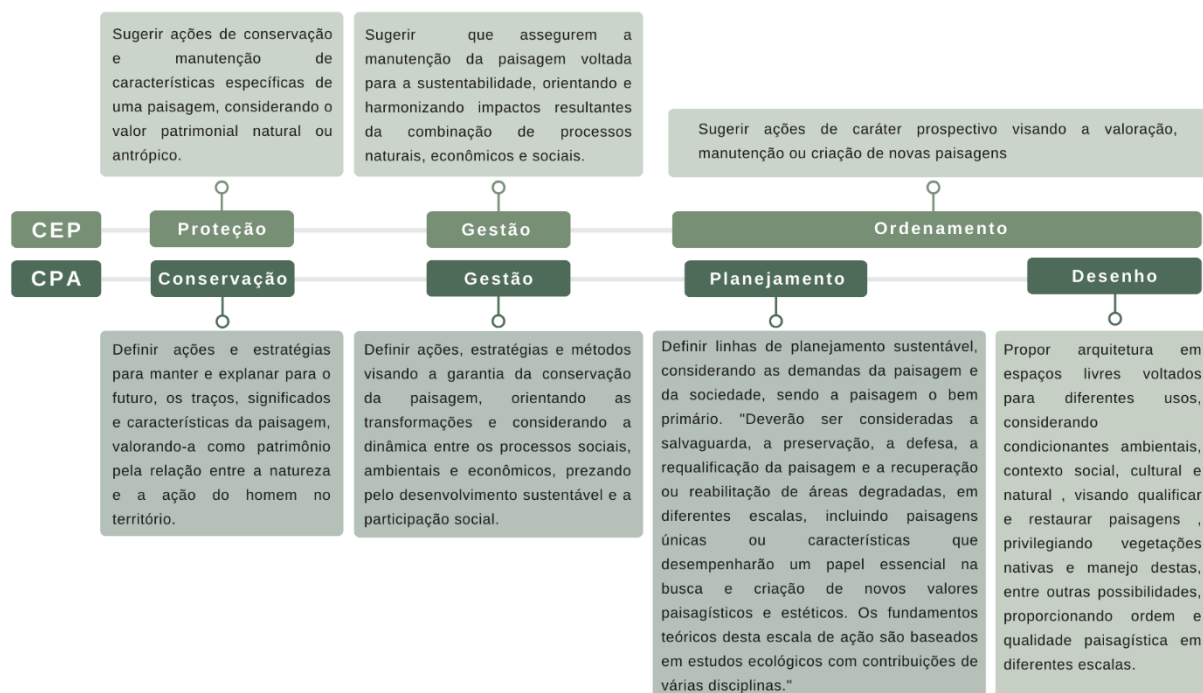 Sugerir ações de conservação
e manutenção de
características específicas de
uma paisagem, considerando o
valor patrimonial natural ou
antrópico.
Sugerir que assegurem a
manutenção da paisagem voltada
para a sustentabilidade, orientando e
harmonizando impactos resultantes
da combinação de processos
naturais, econômicos e sociais.
Sugerir ações de caráter prospectivo visando a valoração,
manutenção ou criação de novas paisagens
CEP
Proteção
Gestão
Ordenamento
CPA
Conservação
Gestão
Planejamento
Desenho
Definir ações e estratégias
para manter e explanar para o
futuro, os traços, significados
e características da paisagem,
valorando-a como patrimônio
pela relação entre a natureza
e a ação do homem no
território.
Definir ações, estratégias e métodos
visando a garantia da conservação
da paisagem, orientando as
transformações e considerando a
dinâmica entre os processos sociais,
ambientais e econômicos, prezando
pelo desenvolvimento sustentável e a
participação social.
Definir linhas de planejamento sustentável,
considerando as demandas da paisagem e
da sociedade, sendo a paisagem o bem
primário. "Deverão ser consideradas a
salvaguarda, a preservação, a defesa, a
requalificação da paisagem e a recuperação
ou reabilitação de áreas degradadas, em
diferentes escalas, incluindo paisagens
únicas ou características que
desempenharão um papel essencial na
busca e criação de novos valores
paisagísticos e estéticos. Os fundamentos
teóricos desta escala de ação são baseados
em estudos ecológicos com contribuições de
várias disciplinas."
Propor arquitetura em
espaços livres voltados
para diferentes usos,
considerando
condicionantes ambientais,
contexto social, cultural e
natural , visando qualificar
e restaurar paisagens ,
privilegiando vegetações
nativas e manejo destas,
entre outras possibilidades,
proporcionando ordem e
qualidade paisagística em
diferentes escalas.